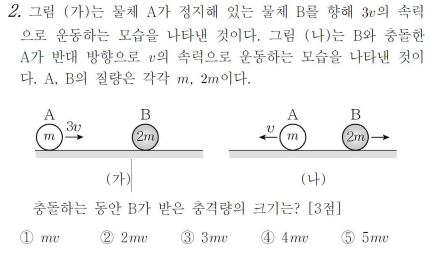 2. 그림 (가)는 물체 A가 정지해 있는 물체 B를 향해 3v의 속력
으로 운동하는 모습을 나타낸 것이다. 그림 (나)는 B와 충돌한
A가 반대 방향으로 v의 속력으로 운동하는 모습을 나타낸 것이
다. A, B의 질량은 각각 m, 2m이다.
A 3v B v A B
m 2m m 2m
(가) (나)
충돌하는 동안 B가 받은 충격량의 크기는? [3점]
① mv ② 2mv ③ 3mv ④ 4mv ⑤ 5mv